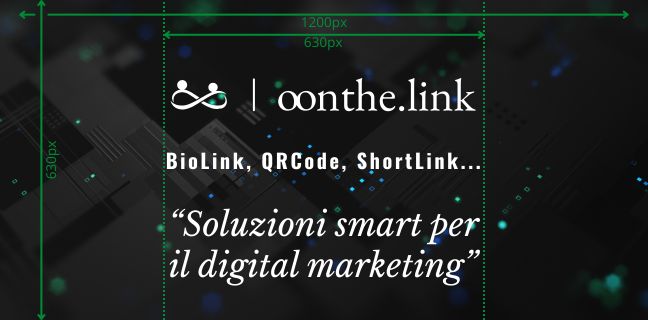 1200px
630px
oonthe.link
BioLink, QRCode, ShortLink...
630px
“Soluzioni smart per
il digital marketing”